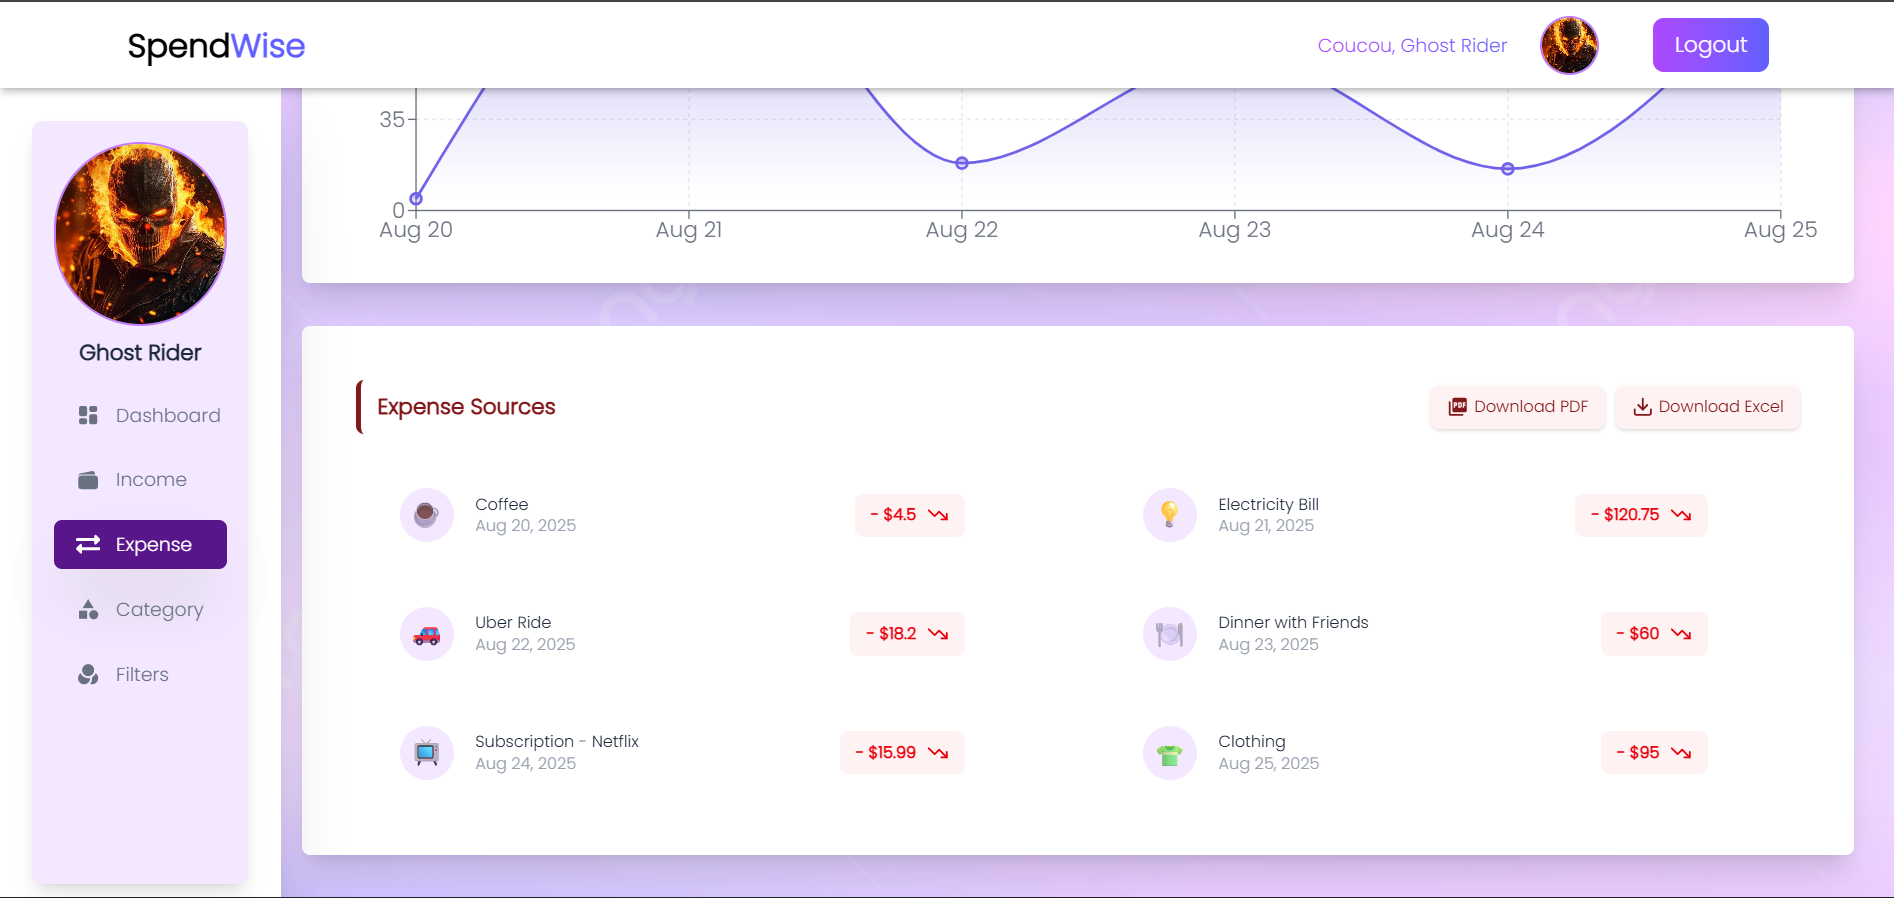 SpendWise
Coucou, Ghost Rider
Logout
35
0
Aug 20
Aug 21
Aug 22
Aug 23
Aug 24
Aug 25
Ghost Rider
Dashboard
Income
Expense
Category
Filters
Expense Sources
PDF
Download PDF
Download Excel
Coffee
Aug 20, 2025
- $4.5
Electricity Bill
Aug 21, 2025
- $120.75
Uber Ride
Aug 22, 2025
- $18.2
Dinner with Friends
Aug 23, 2025
- $60
Subscription - Netflix
Aug 24, 2025
- $15.99
Clothing
Aug 25, 2025
- $95